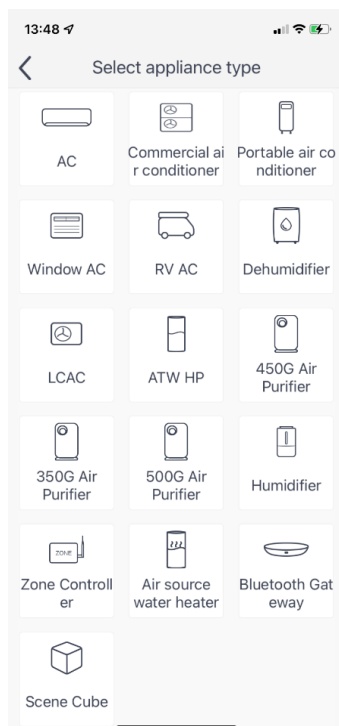 13:48
Select appliance type
AC
Commercial ai
r conditioner
Portable air co
nditioner
Window AC
RV AC
Dehumidifier
LCAC
ATW HP
450G Air
Purifier
350G Air
Purifier
500G Air
Purifier
Humidifier
ZONE
Zone Controll
er
Air source
water heater
Bluetooth Gat
eway
Scene Cube